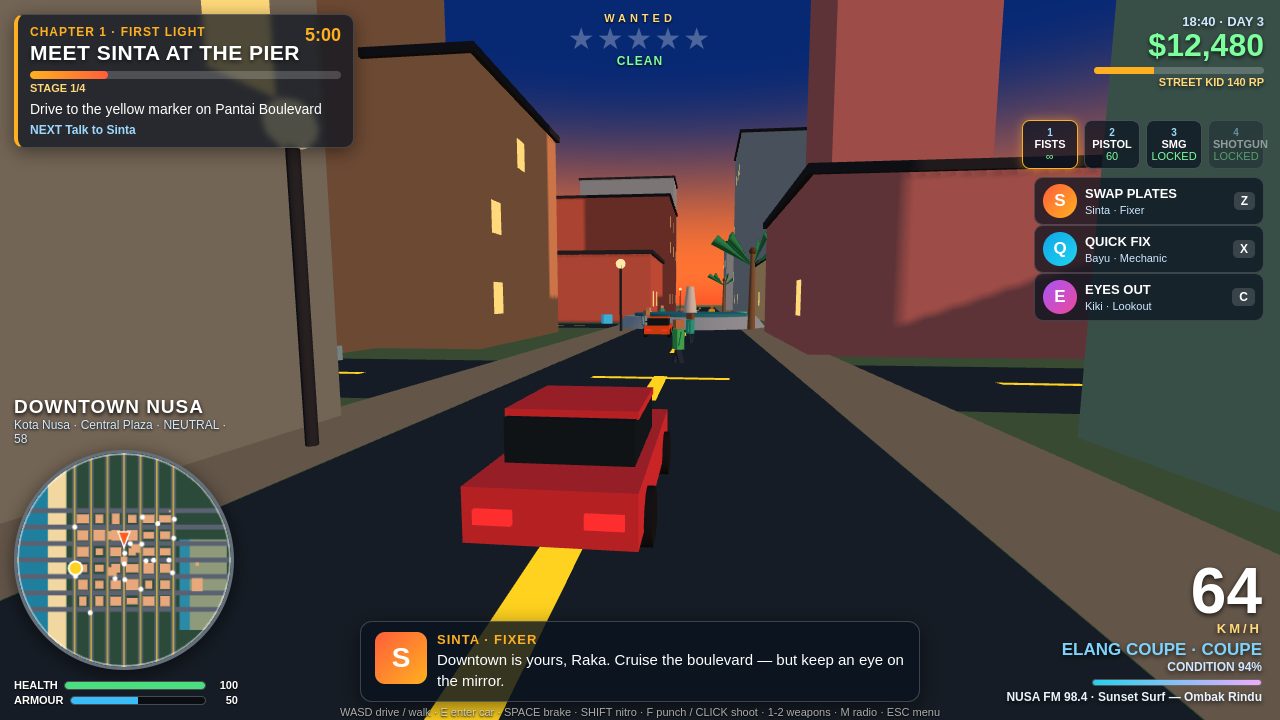 CHAPTER 1 · FIRST LIGHT
5:00
MEET SINTA AT THE PIER
STAGE 1/4
Drive to the yellow marker on Pantai Boulevard
NEXT Talk to Sinta
WANTED
CLEAN
18:40 · DAY 3
$12,480
STREET KID 140 RP
1
FISTS
∞
2
PISTOL
60
3
SMG
LOCKED
4
SHOTGUN
LOCKED
S
SWAP PLATES
Sinta · Fixer
Z
Q
QUICK FIX
Bayu · Mechanic
X
E
EYES OUT
Kiki · Lookout
C
DOWNTOWN NUSA
Kota Nusa · Central Plaza · NEUTRAL ·
58
HEALTH 100
ARMOUR 50
S
SINTA · FIXER
Downtown is yours, Raka. Cruise the boulevard — but keep an eye on
the mirror.
WASD drive / walk · E enter car · SPACE brake · SHIFT nitro · F punch / CLICK shoot · 1-2 weapons · M radio · ESC menu
64
KM/H
ELANG COUPE · COUPE
CONDITION 94%
NUSA FM 98.4 · Sunset Surf — Ombak Rindu